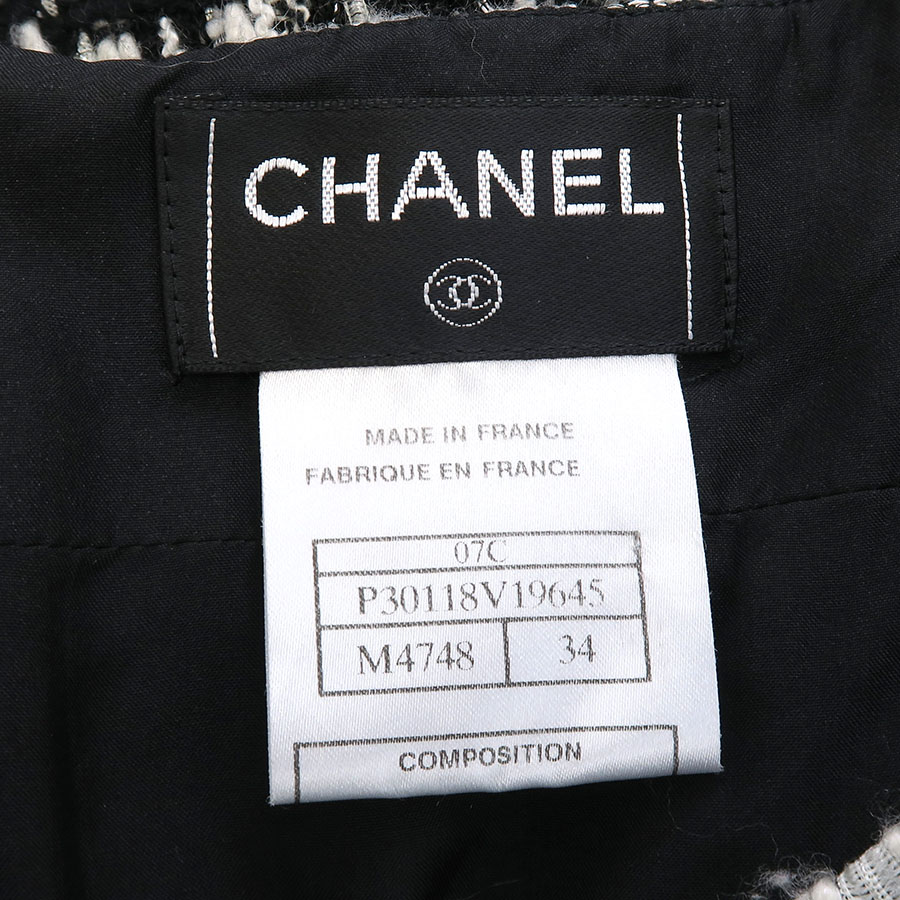 CHANEL
MADE IN FRANCE
FABRIQUE EN FRANCE
07C
P30118V19645
M4748 34
COMPOSITION